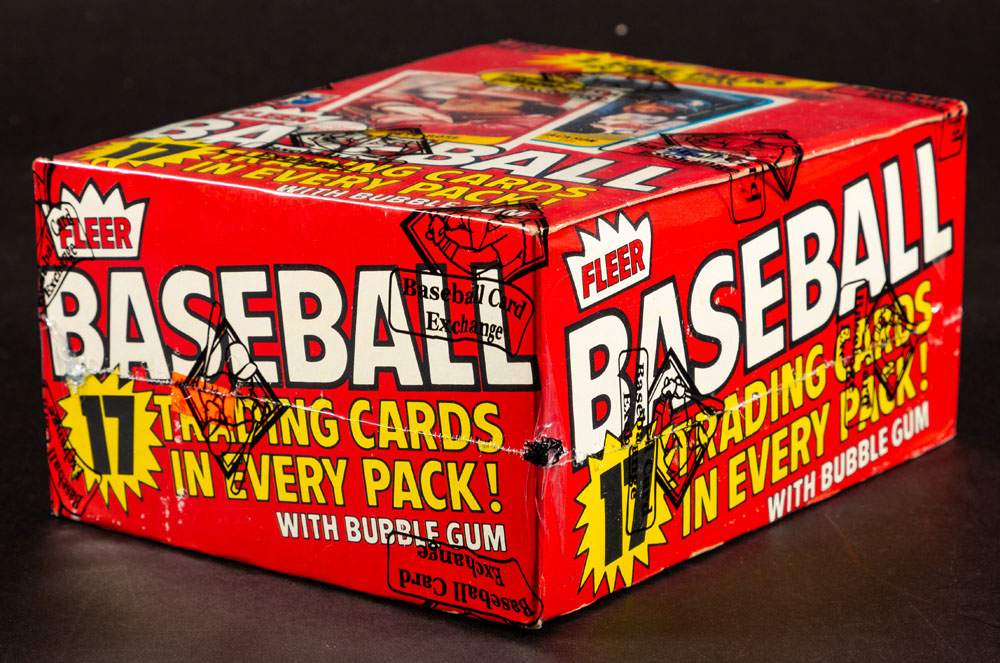 FLEER
BASEBALL
17
TRADING CARDS
IN EVERY PACK!
WITH BUBBLE GUM
FLEER
BASEBALL
17
TRADING CARDS
IN EVERY PACK!
WITH BUBBLE GUM
Baseball Card
Exchange
Baseball Card
Exchange
FLEER
BASEBALL
17
TRADING CARDS
IN EVERY PACK!
WITH BUBBLE GUM